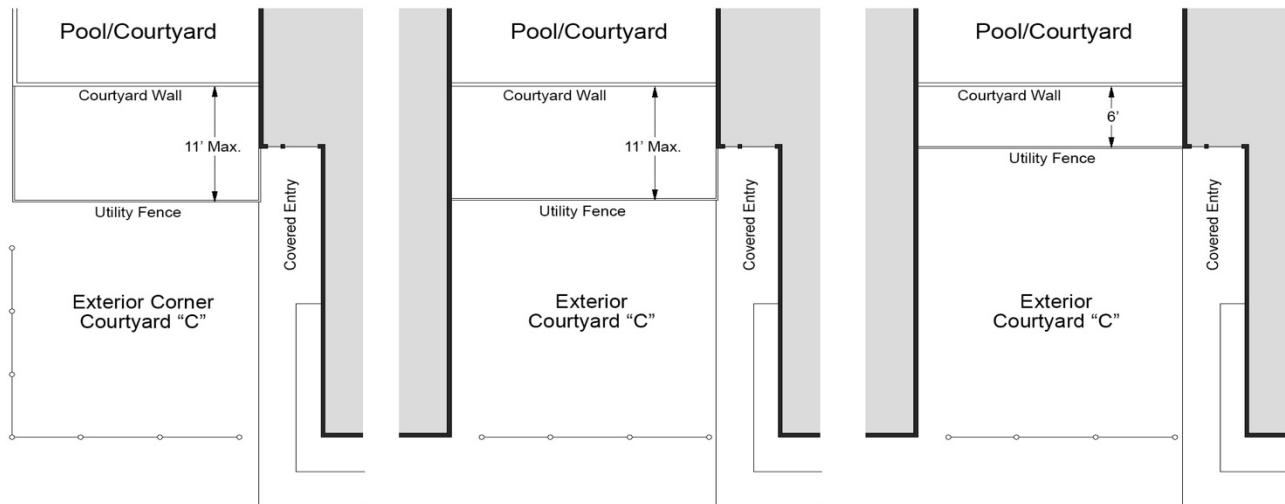 Pool/Courtyard
Courtyard Wall
11’ Max.
Utility Fence
Covered Entry
Exterior Corner
Courtyard “C”
Pool/Courtyard
Courtyard Wall
11’ Max.
Utility Fence
Covered Entry
Exterior
Courtyard “C”
Pool/Courtyard
Courtyard Wall
6’
Utility Fence
Covered Entry
Exterior
Courtyard “C”